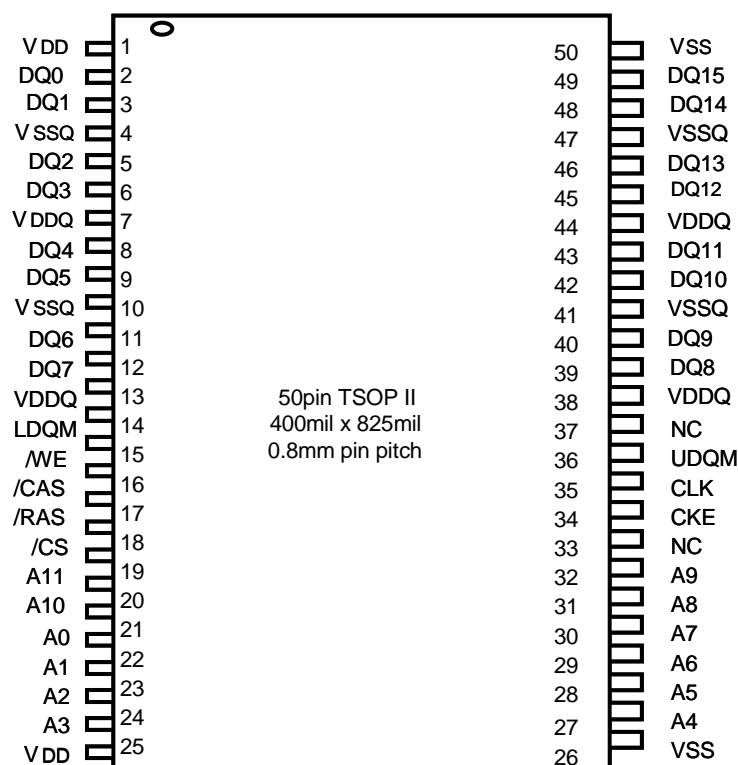 VDD 1 50 VSS
DQ0 2 49 DQ15
DQ1 3 48 DQ14
VSSQ 4 47 VSSQ
DQ2 5 46 DQ13
DQ3 6 45 DQ12
VDDQ 7 44 VDDQ
DQ4 8 43 DQ11
DQ5 9 42 DQ10
VSSQ 10 41 VSSQ
DQ6 11 40 DQ9
DQ7 12 39 DQ8
VDDQ 13 50pin TSOP II 38 VDDQ
LDQM 14 400mil x 825mil 37 NC
/WE 15 0.8mm pin pitch 36 UDQM
/CAS 16 35 CLK
/RAS 17 34 CKE
/CS 18 33 NC
A11 19 32 A9
A10 20 31 A8
A0 21 30 A7
A1 22 29 A6
A2 23 28 A5
A3 24 27 A4
VDD 25 26 VSS